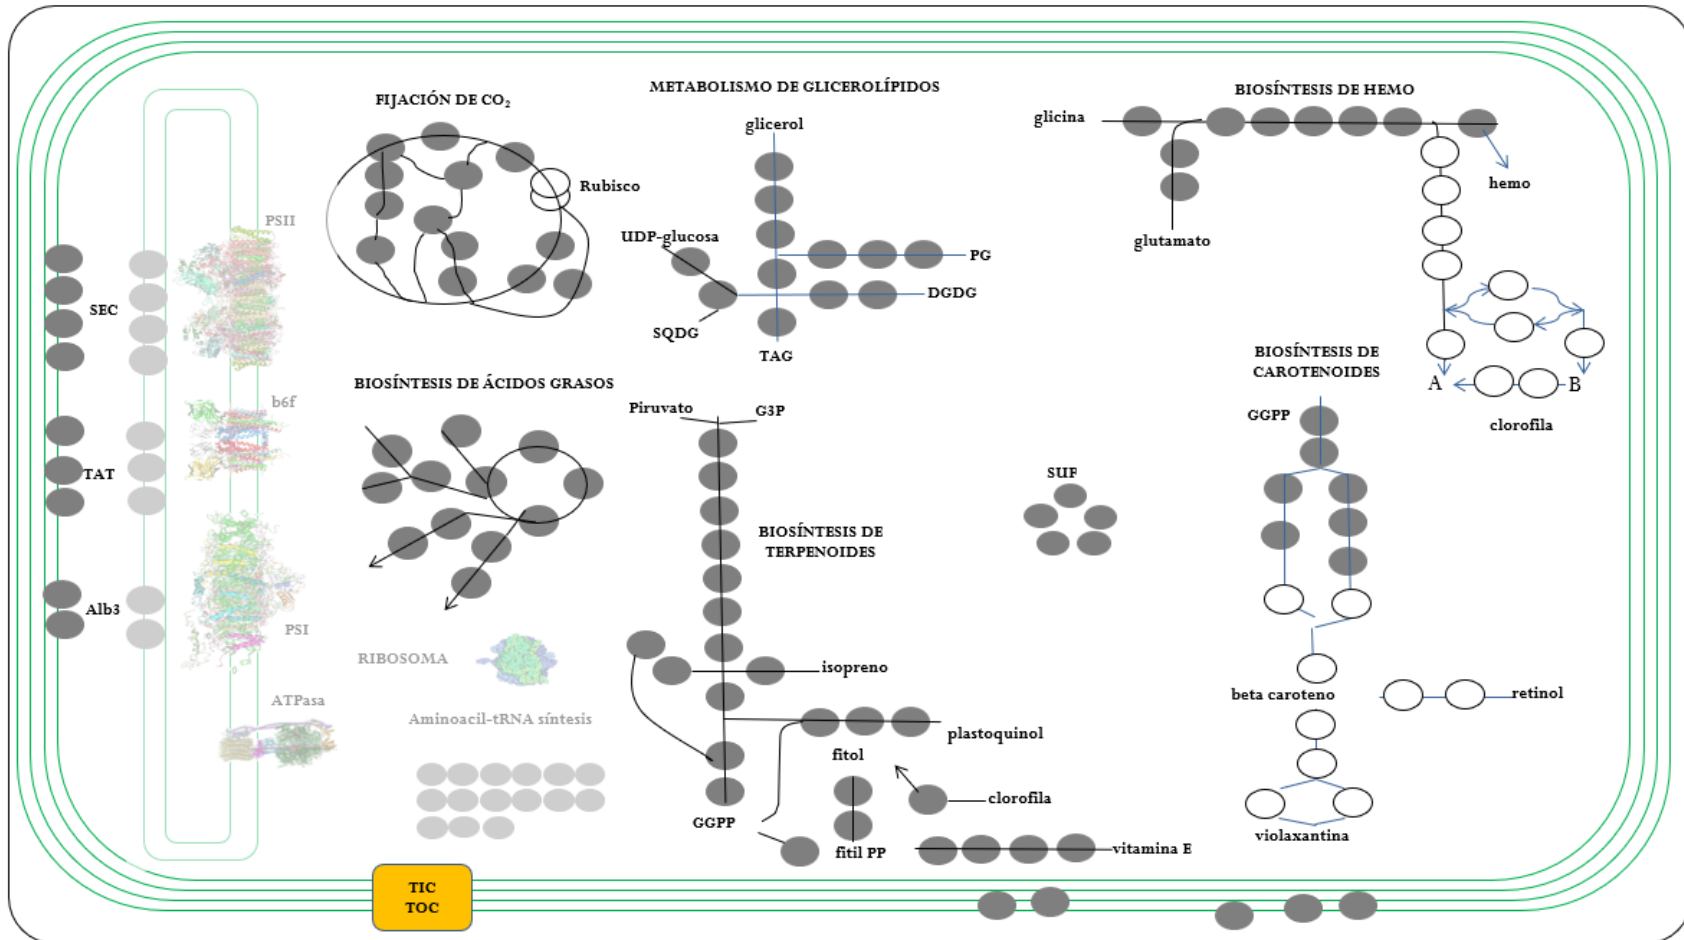 METABOLISMO DE GLICEROLÍPIDOS
BIOSÍNTESIS DE HEMO
FIJACIÓN DE CO₂
glicerol
glicina
Rubisco
hemo
PSII
UDP-glucosa
glutamato
PG
DGDG
SEC
SQDG
TAG
BIOSÍNTESIS DE
CAROTENOIDES
BIOSÍNTESIS DE ÁCIDOS GRASOS
A
B
b6f
Piruvato
G3P
GGPP
clorofila
TAT
SUF
BIOSÍNTESIS DE
TERPENOIDES
Alb3
PSI
RIBOSOMA
isopreno
beta caroteno
retinol
ATPasa
Aminoacil-tRNA síntesis
plastoquinol
fitol
clorofila
GGPP
violaxantina
fitil PP
vitamina E
TIC
TOC